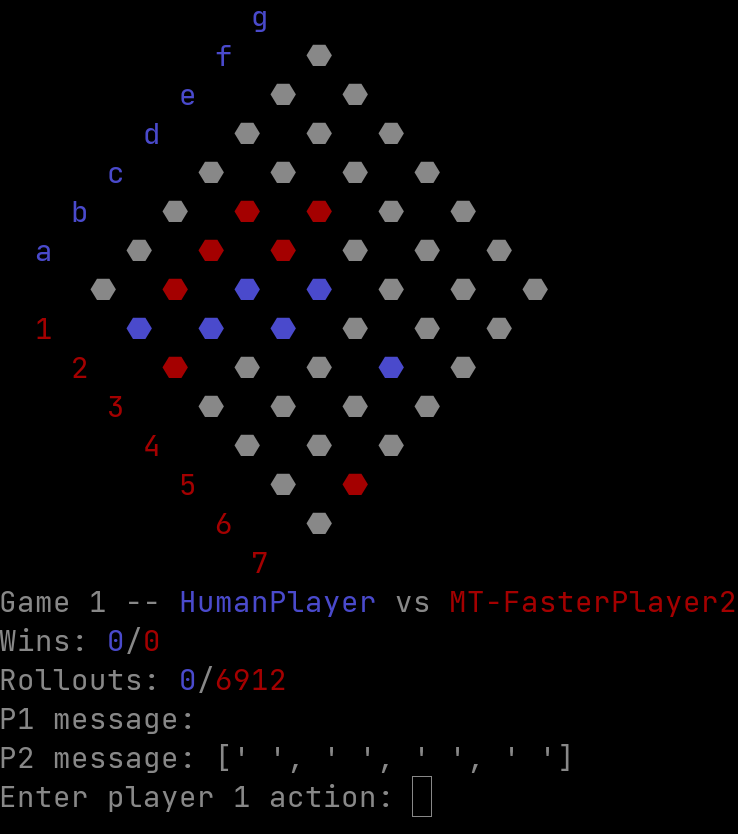 g
f
e
d
c
b
a
1
2
3
4
5
6
7
Game 1 -- HumanPlayer vs MT-FasterPlayer2
Wins: 0/0
Rollouts: 0/6912
P1 message:
P2 message: [' ', ' ', ' ', ' ']
Enter player 1 action: